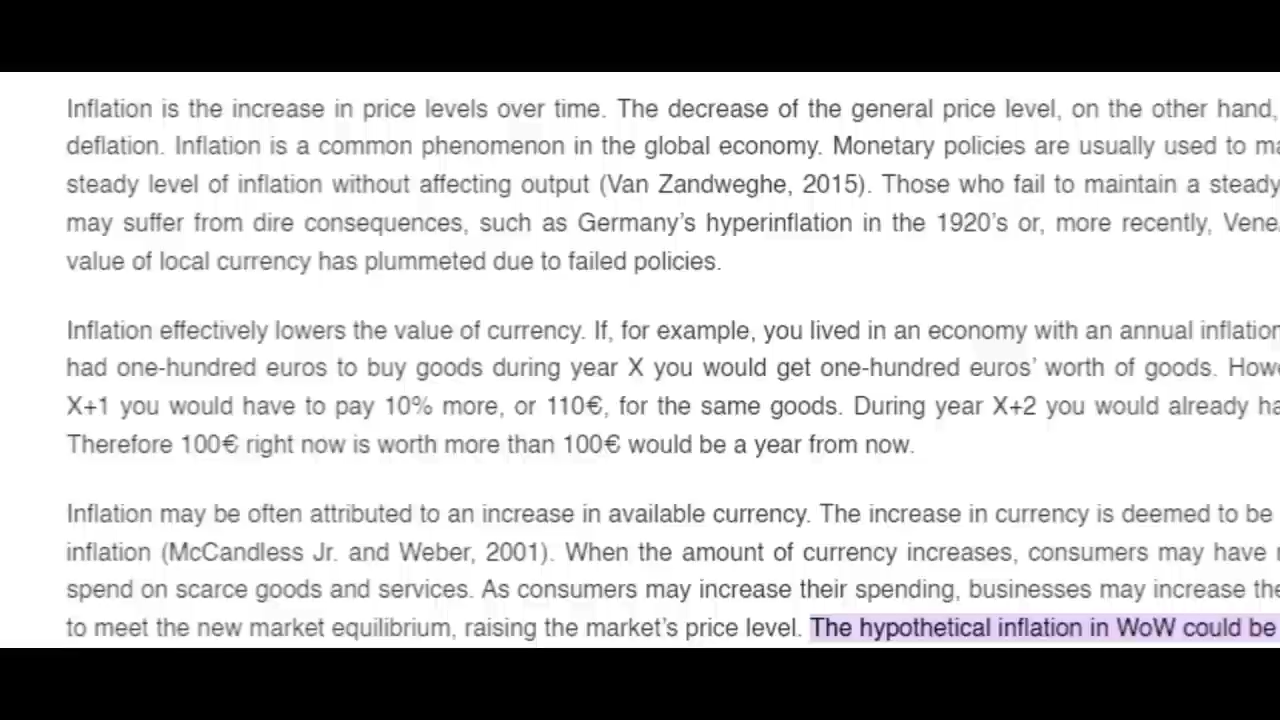 Inflation is the increase in price levels over time. The decrease of the general price level, on the other hand,
deflation. Inflation is a common phenomenon in the global economy. Monetary policies are usually used to ma
steady level of inflation without affecting output (Van Zandweghe, 2015). Those who fail to maintain a steady
may suffer from dire consequences, such as Germany's hyperinflation in the 1920's or, more recently, Vene
value of local currency has plummeted due to failed policies.
Inflation effectively lowers the value of currency. If, for example, you lived in an economy with an annual inflation
had one-hundred euros to buy goods during year X you would get one-hundred euros' worth of goods. Howe
X+1 you would have to pay 10% more, or 110€, for the same goods. During year X+2 you would already ha
Therefore 100€ right now is worth more than 100€ would be a year from now.
Inflation may be often attributed to an increase in available currency. The increase in currency is deemed to be
inflation (McCandless Jr. and Weber, 2001). When the amount of currency increases, consumers may have
spend on scarce goods and services. As consumers may increase their spending, businesses may increase the
to meet the new market equilibrium, raising the market's price level. The hypothetical inflation in WoW could be